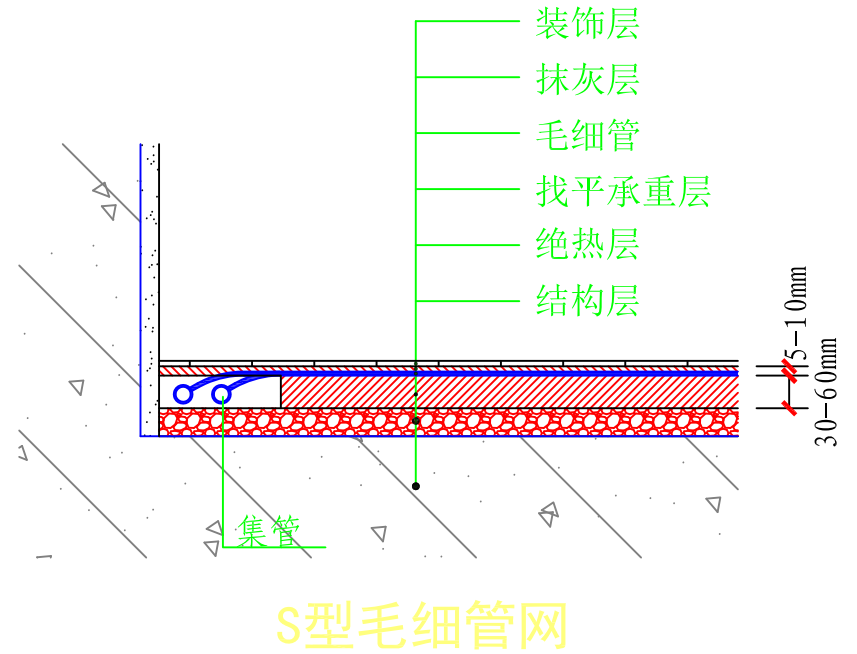 装饰层
抹灰层
毛细管
找平承重层
绝热层
结构层
5-10mm
30-60mm
集管
S型毛细管网